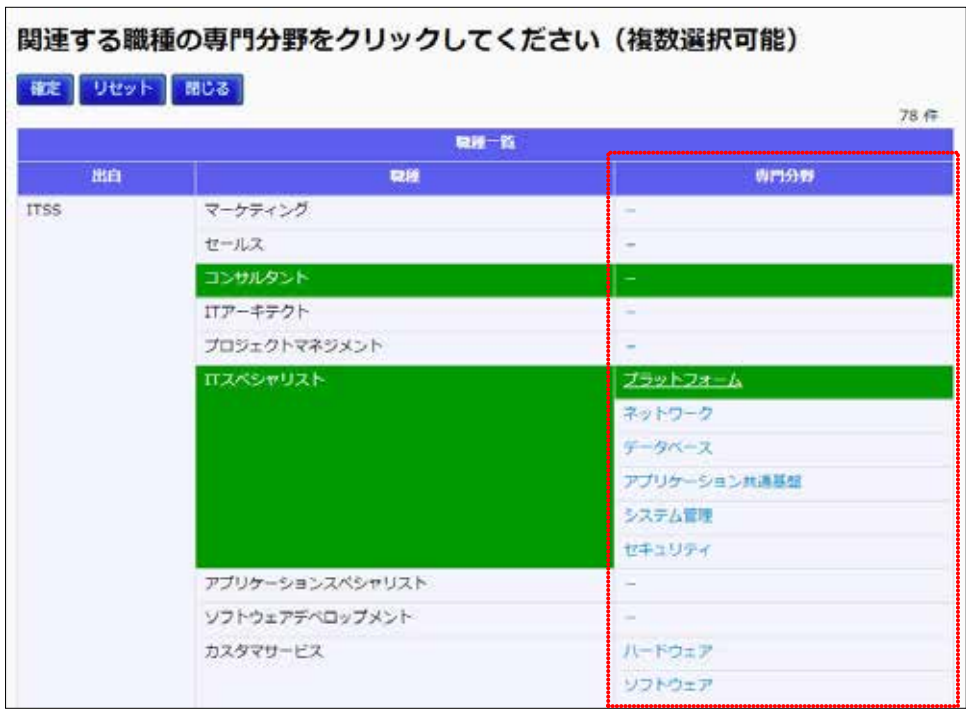 関連する職種の専門分野をクリックしてください（複数選択可能）
確定 リセット 閉じる
78 件
職種一覧
出自 職種 専門分野
ITSS マーケティング －
セールス －
コンサルタント －
ITアーキテクト －
プロジェクトマネジメント －
ITスペシャリスト プラットフォーム
ネットワーク
データベース
アプリケーション共通基盤
システム管理
セキュリティ
アプリケーションスペシャリスト －
ソフトウェアデベロップメント －
カスタマサービス ハードウェア
ソフトウェア